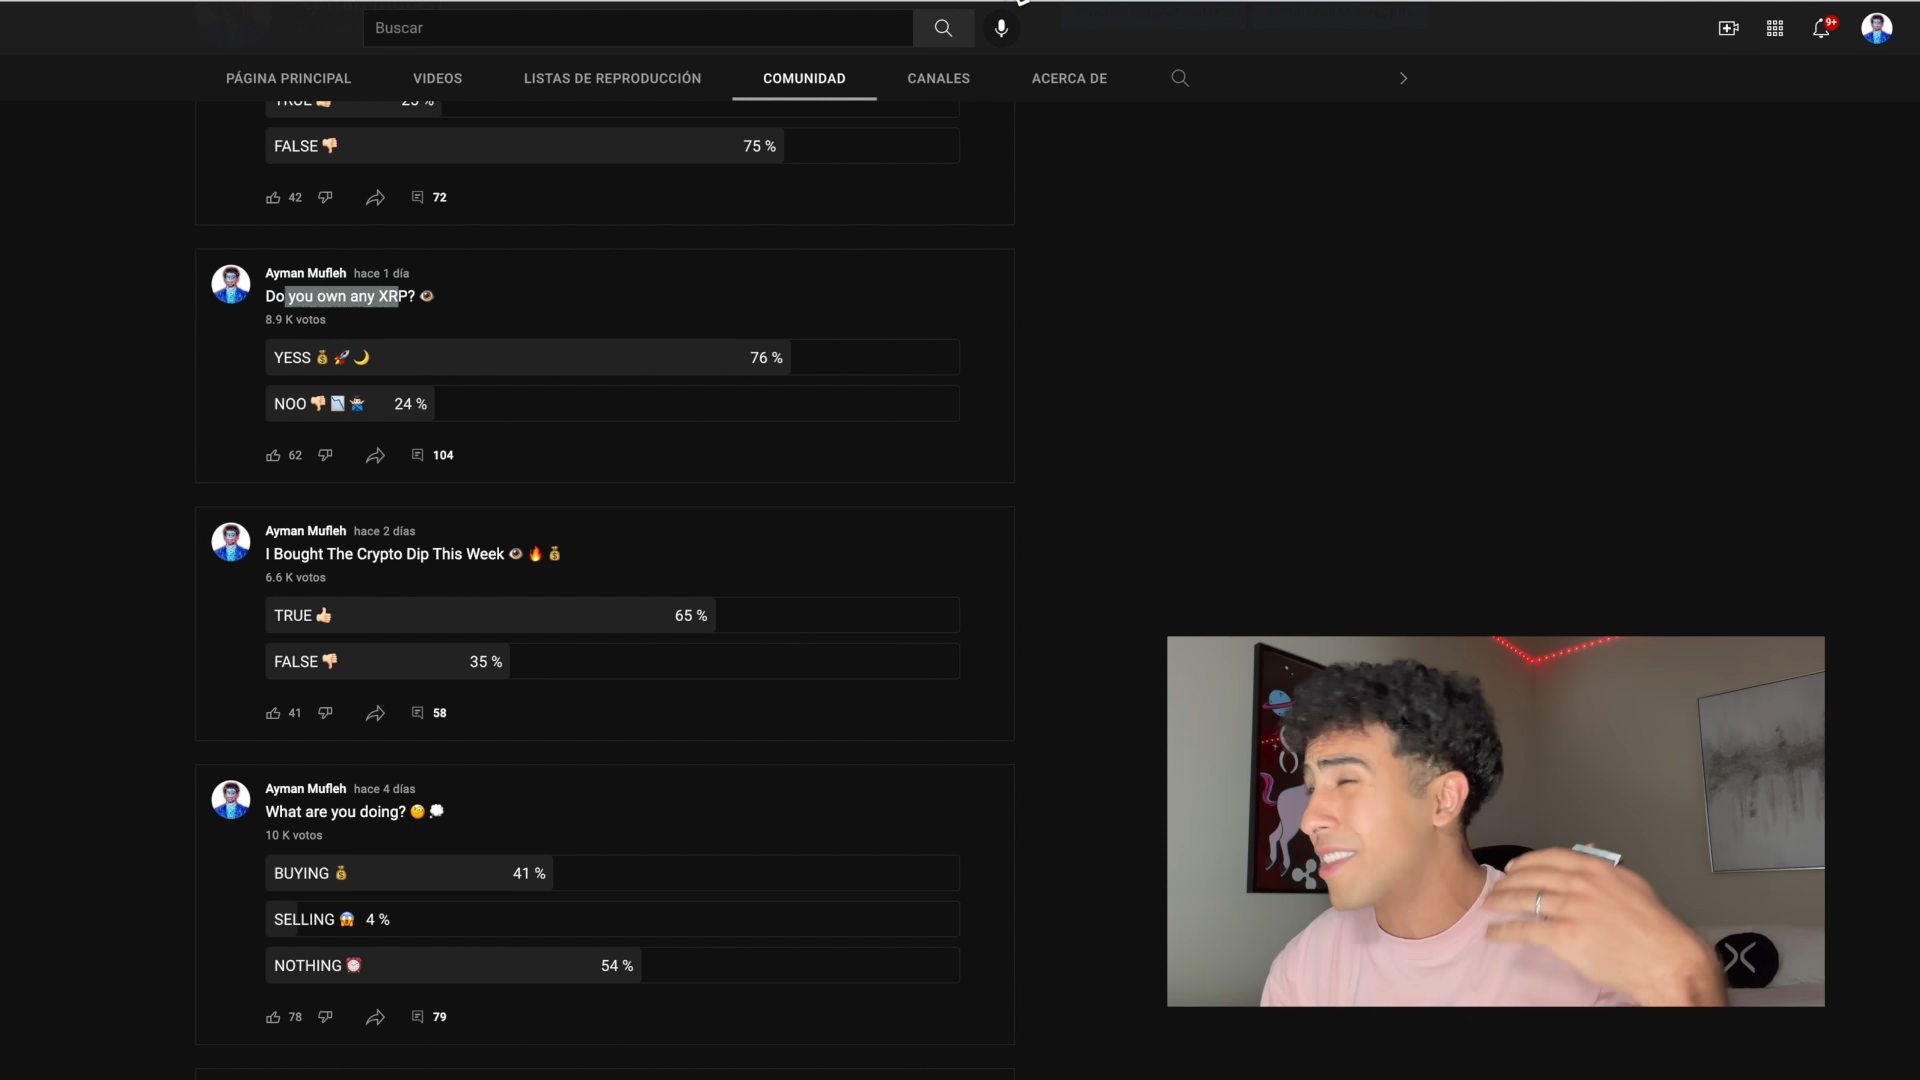 Buscar
9+
PÁGINA PRINCIPAL VIDEOS LISTAS DE REPRODUCCIÓN COMUNIDAD CANALES ACERCA DE
TRUE 👍🏻 25 %
FALSE 👎🏻 75 %
42 72
Ayman Mufleh hace 1 día
Do you own any XRP? 👁️
8.9 K votos
YESS 💰🚀🌙 76 %
NOO 👎🏻📉🤷‍♂️ 24 %
62 104
Ayman Mufleh hace 2 días
I Bought The Crypto Dip This Week 👁️🔥💰
6.6 K votos
TRUE 👍🏻 65 %
FALSE 👎🏻 35 %
41 58
Ayman Mufleh hace 4 días
What are you doing? 🧐💭
10 K votos
BUYING 💰 41 %
SELLING 😱 4 %
NOTHING ⏰ 54 %
78 79